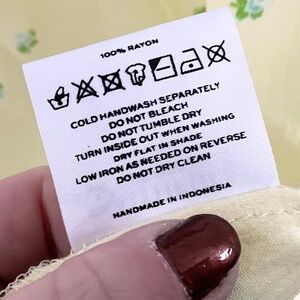 100% RAYON
COLD HANDWASH SEPARATELY
DO NOT BLEACH
DO NOT TUMBLE DRY
TURN INSIDE OUT WHEN WASHING
DRY FLAT IN SHADE
LOW IRON AS NEEDED ON REVERSE
DO NOT DRY CLEAN
HANDMADE IN INDONESIA